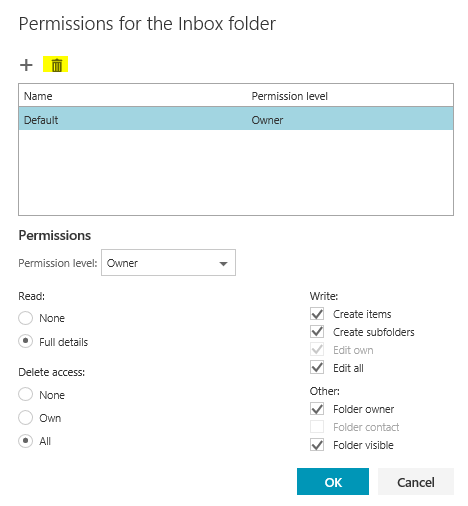 Permissions for the Inbox folder
Name Permission level
Default Owner
Permissions
Permission level: Owner
Read:
None
Full details
Delete access:
None
Own
All
Write:
Create items
Create subfolders
Edit own
Edit all
Other:
Folder owner
Folder contact
Folder visible
OK Cancel